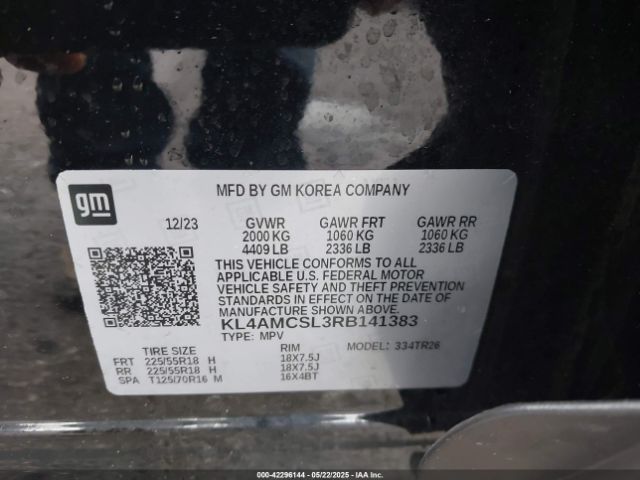 gm
MFD BY GM KOREA COMPANY
12/23 GVWR GAWR FRT GAWR RR
2000 KG 1060 KG 1060 KG
4409 LB 2336 LB 2336 LB
THIS VEHICLE CONFORMS TO ALL
APPLICABLE U.S. FEDERAL MOTOR
VEHICLE SAFETY AND THEFT PREVENTION
STANDARDS IN EFFECT ON THE DATE OF
MANUFACTURE SHOWN ABOVE.
KL4AMCSL3RB141383
TYPE: MPV MODEL: 334TR26
TIRE SIZE RIM
FRT 225/55R18 H 18X7.5J
RR 225/55R18 H 18X7.5J
SPA T125/70R16 M 16X4BT
000-42296144 - 05/22/2025 - IAA Inc.